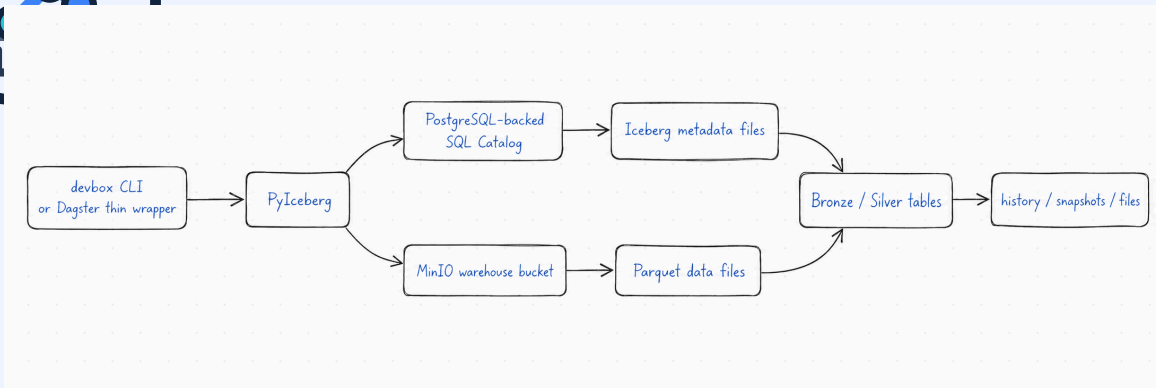 devbox CLI
or Dagster thin wrapper
PyIceberg
PostgreSQL-backed
SQL Catalog
Iceberg metadata files
MinIO warehouse bucket
Parquet data files
Bronze / Silver tables
history / snapshots / files